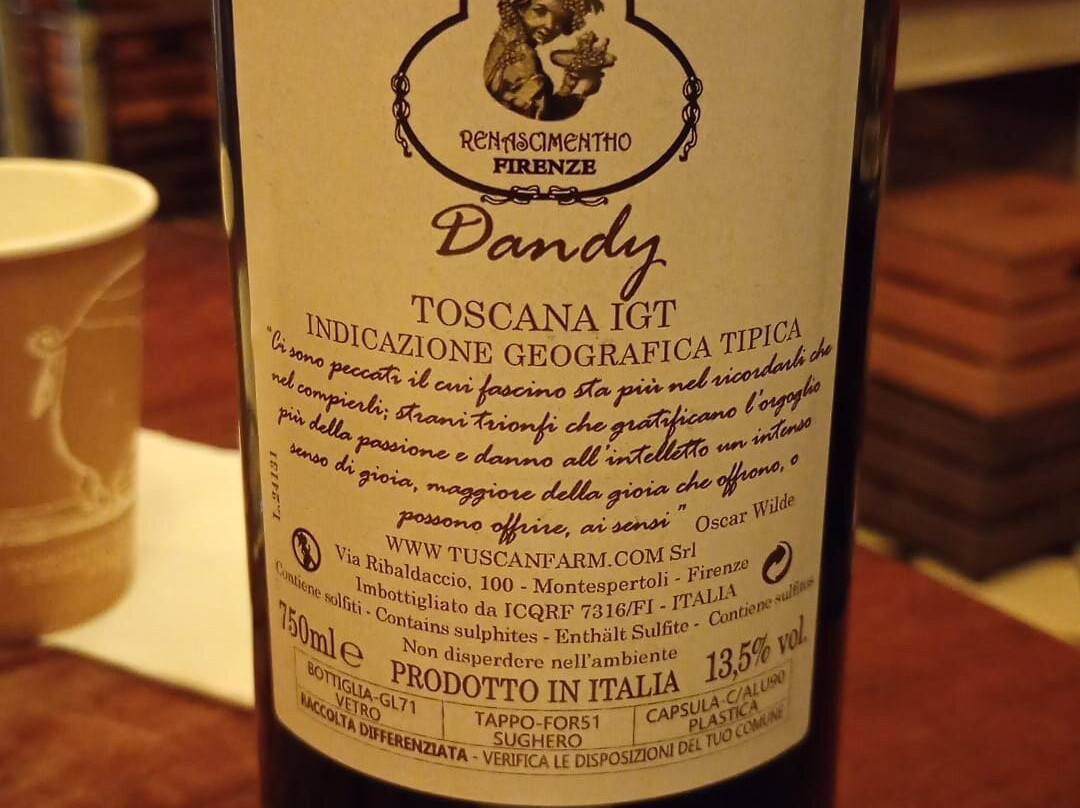 RENASCIMENTHO
FIRENZE
Dandy
TOSCANA IGT
INDICAZIONE GEOGRAFICA TIPICA
"Ci sono peccati il cui fascino sta più nel ricordarli che
nel compierli; strani trionfi che gratificano l'orgoglio
più della passione e danno all'intelletto un intenso
senso di gioia, maggiore della gioia che offrono, o
possono offrire, ai sensi" Oscar Wilde
L.24131
WWW TUSCANFARM.COM Srl
Via Ribaldaccio, 100 - Montespertoli - Firenze
Imbottigliato da ICQRF 7316/FI - ITALIA
Contiene solfiti - Contains sulphites - Enthält Sulfite - Contiene sulfitos
Non disperdere nell'ambiente
750ml e PRODOTTO IN ITALIA 13,5% vol.
BOTTIGLIA-GL71
VETRO
TAPPO-FOR51
SUGHERO
CAPSULA-C/ALU90
PLASTICA
RACCOLTA DIFFERENZIATA - VERIFICA LE DISPOSIZIONI DEL TUO COMUNE